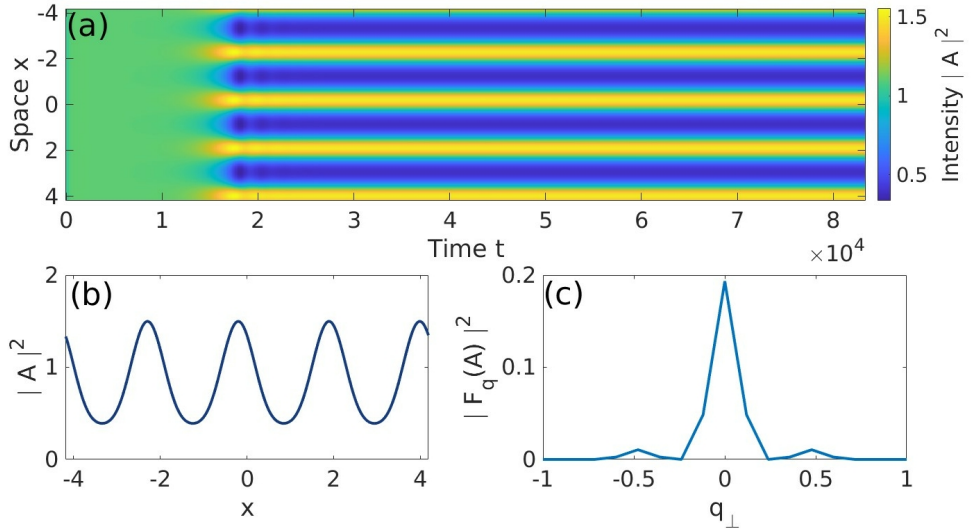 (a)
Space x
-4
-2
0
2
4
0 1 2 3 4 5 6 7 8
Time t
×10⁴
1.5
1
0.5
Intensity | A |²
(b)
| A |²
2
1
0
-4 -2 0 2 4
x
(c)
| F_q(A) |²
0.2
0.1
0
-1 -0.5 0 0.5 1
q_⊥